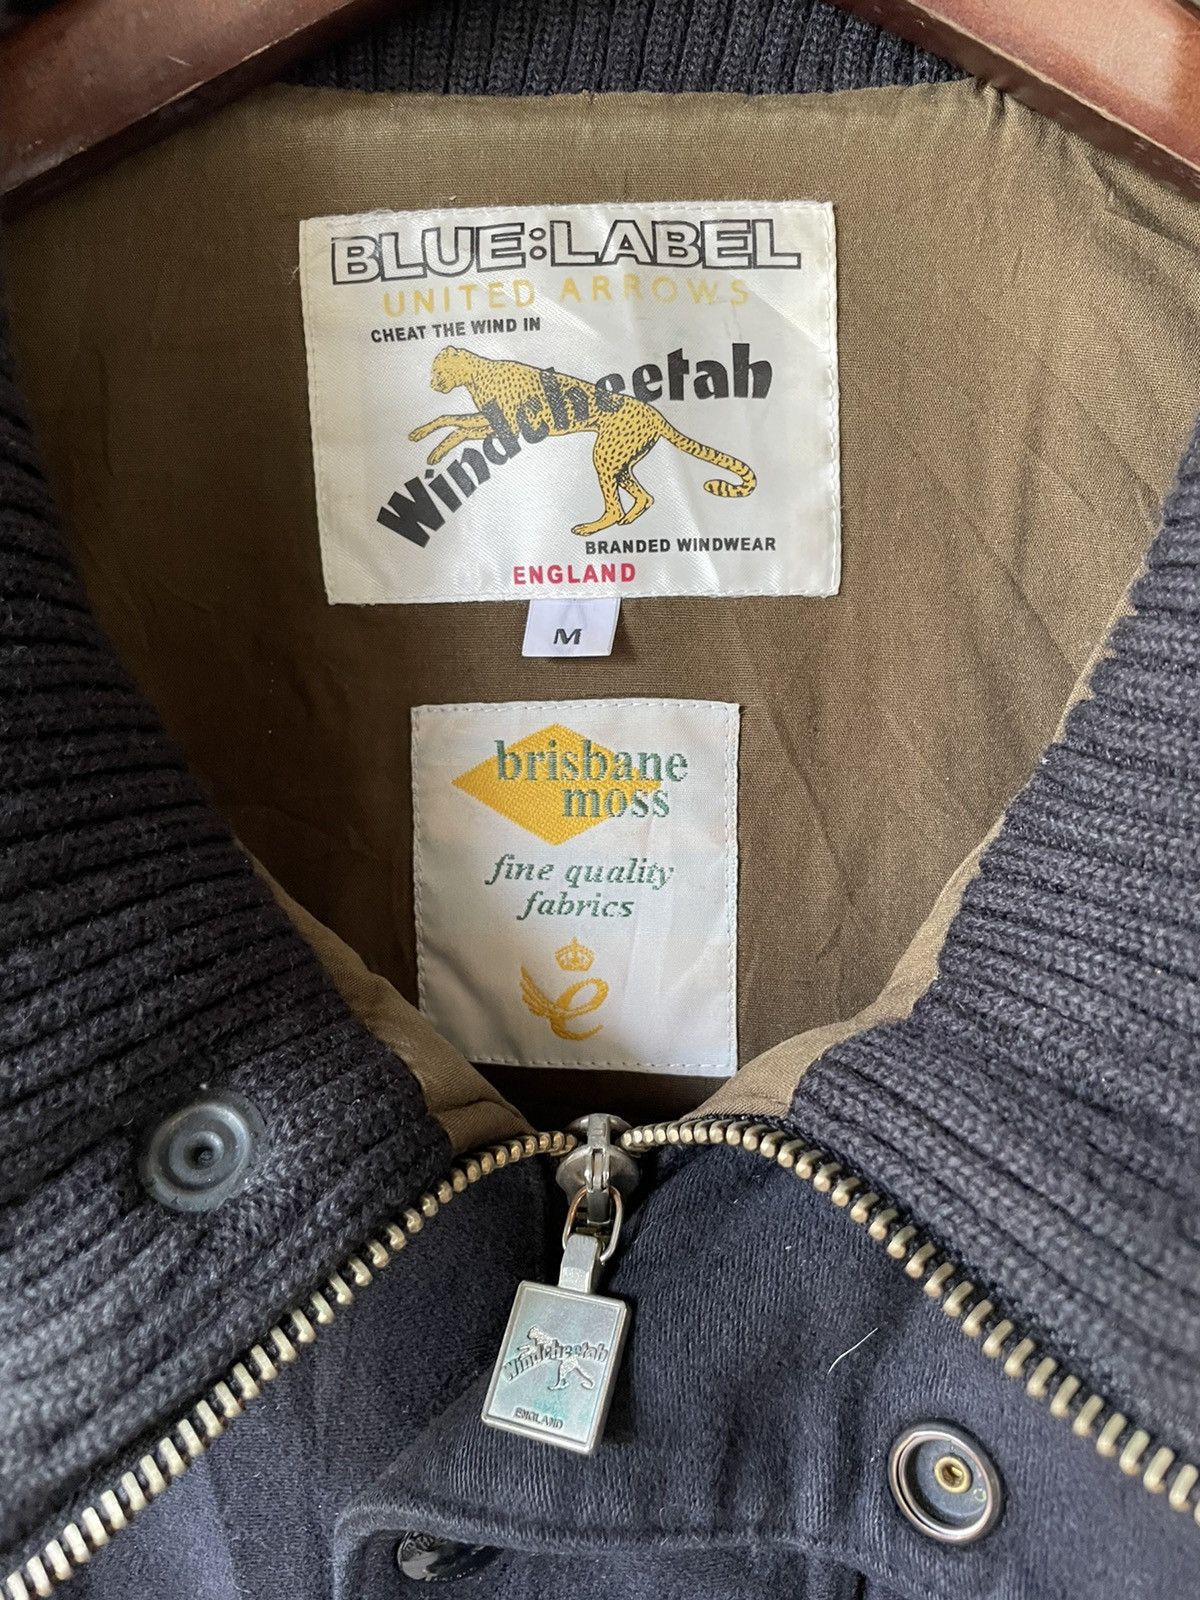 BLUE:LABEL
UNITED ARROWS
CHEAT THE WIND IN
Windcheetah
BRANDED WINDWEAR
ENGLAND
M
brisbane
moss
fine quality
fabrics
e
Windcheetah
ENGLAND